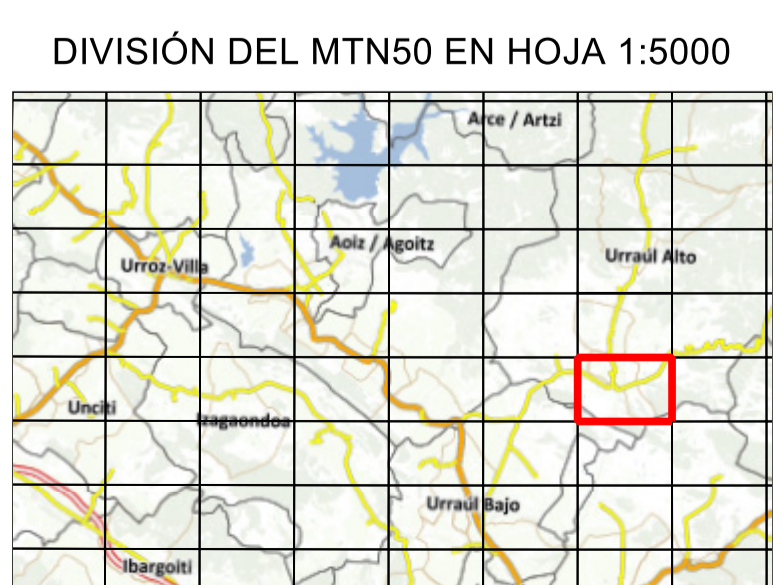 DIVISIÓN DEL MTN50 EN HOJA 1:5000
Arce / Artzi
Aoiz / Agoitz
Urraúl Alto
Urroz-Villa
Unciti
Izagaondoa
Urraúl Bajo
Ibargoiti